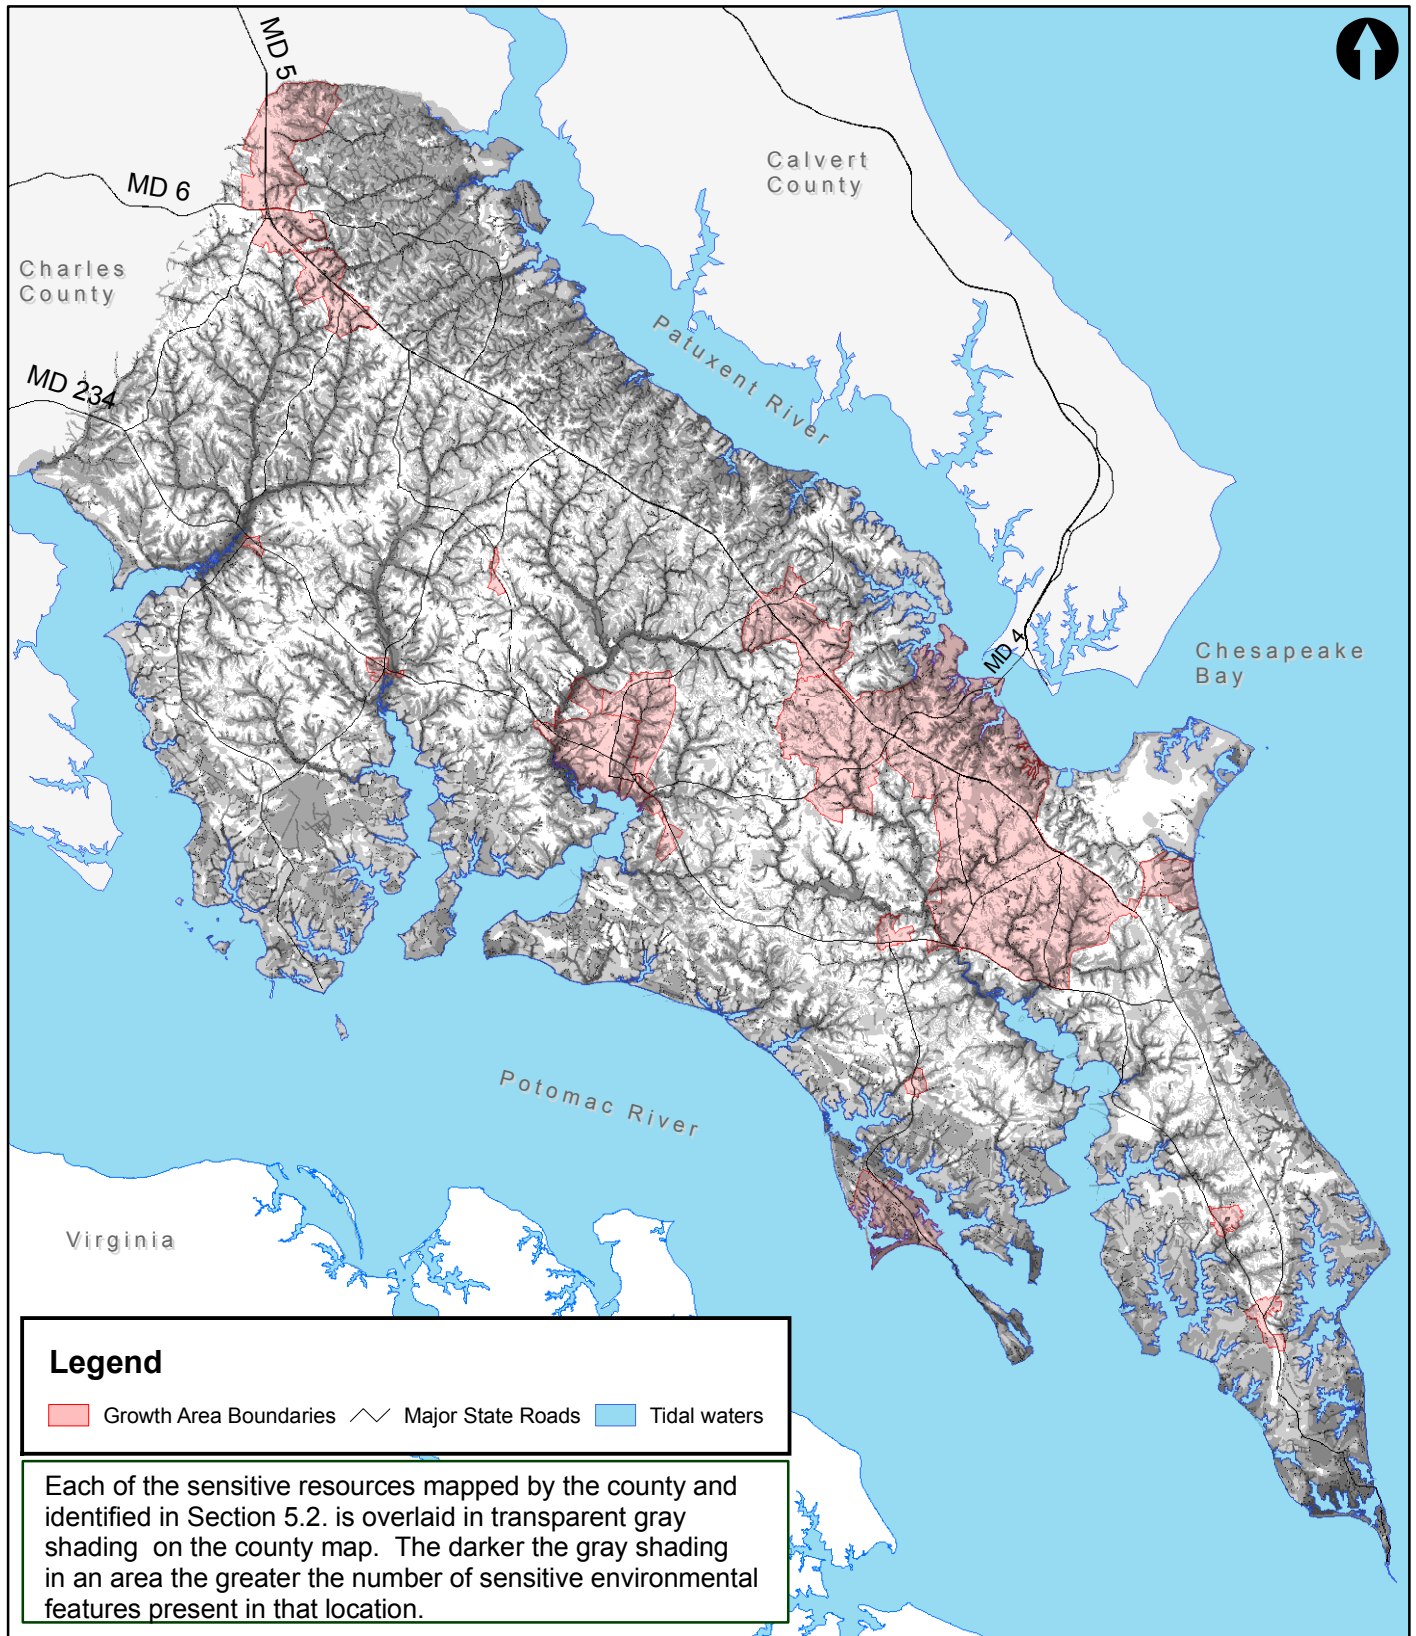 MD 5
MD 6
Calvert
County
Charles
County
Patuxent River
MD 234
MD 4
Chesapeake
Bay
Potomac River
Virginia
Legend
Growth Area Boundaries
Major State Roads
Tidal waters
Each of the sensitive resources mapped by the county and
identified in Section 5.2. is overlaid in transparent gray
shading on the county map. The darker the gray shading
in an area the greater the number of sensitive environmental
features present in that location.